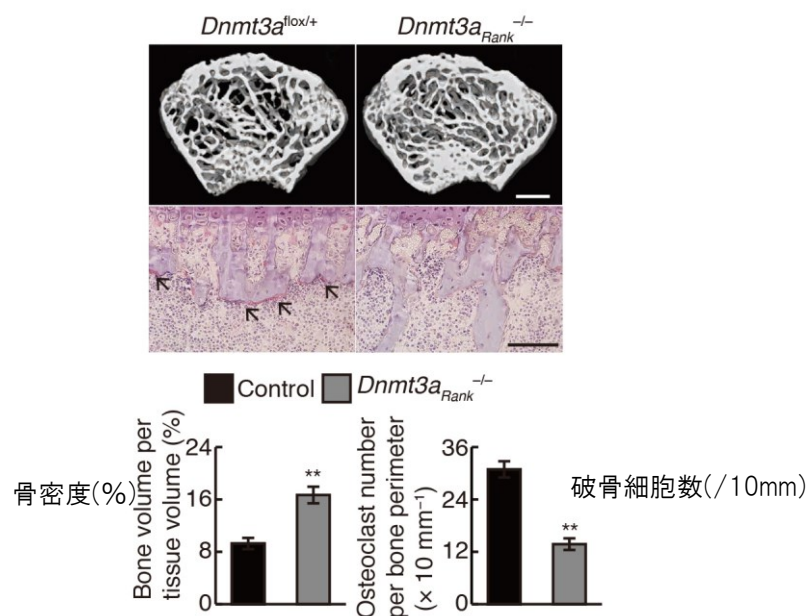 Dnmt3a^flox/+ Dnmt3a_Rank^−/−
Control Dnmt3a_Rank^−/−
骨密度(%)
Bone volume per
tissue volume (%)
24
16
8
0
**
Osteoclast number
per bone perimeter
(× 10 mm⁻¹)
36
24
12
0
**
破骨細胞数(/10mm)